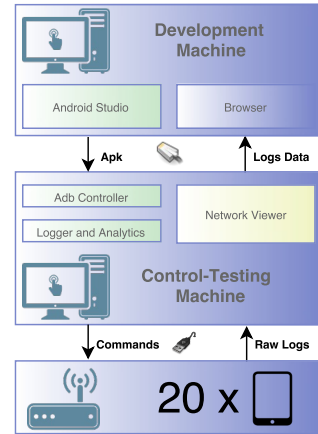 Development
Machine
Android Studio
Browser
Apk
Logs Data
Adb Controller
Logger and Analytics
Network Viewer
Control-Testing
Machine
Commands
Raw Logs
20 x